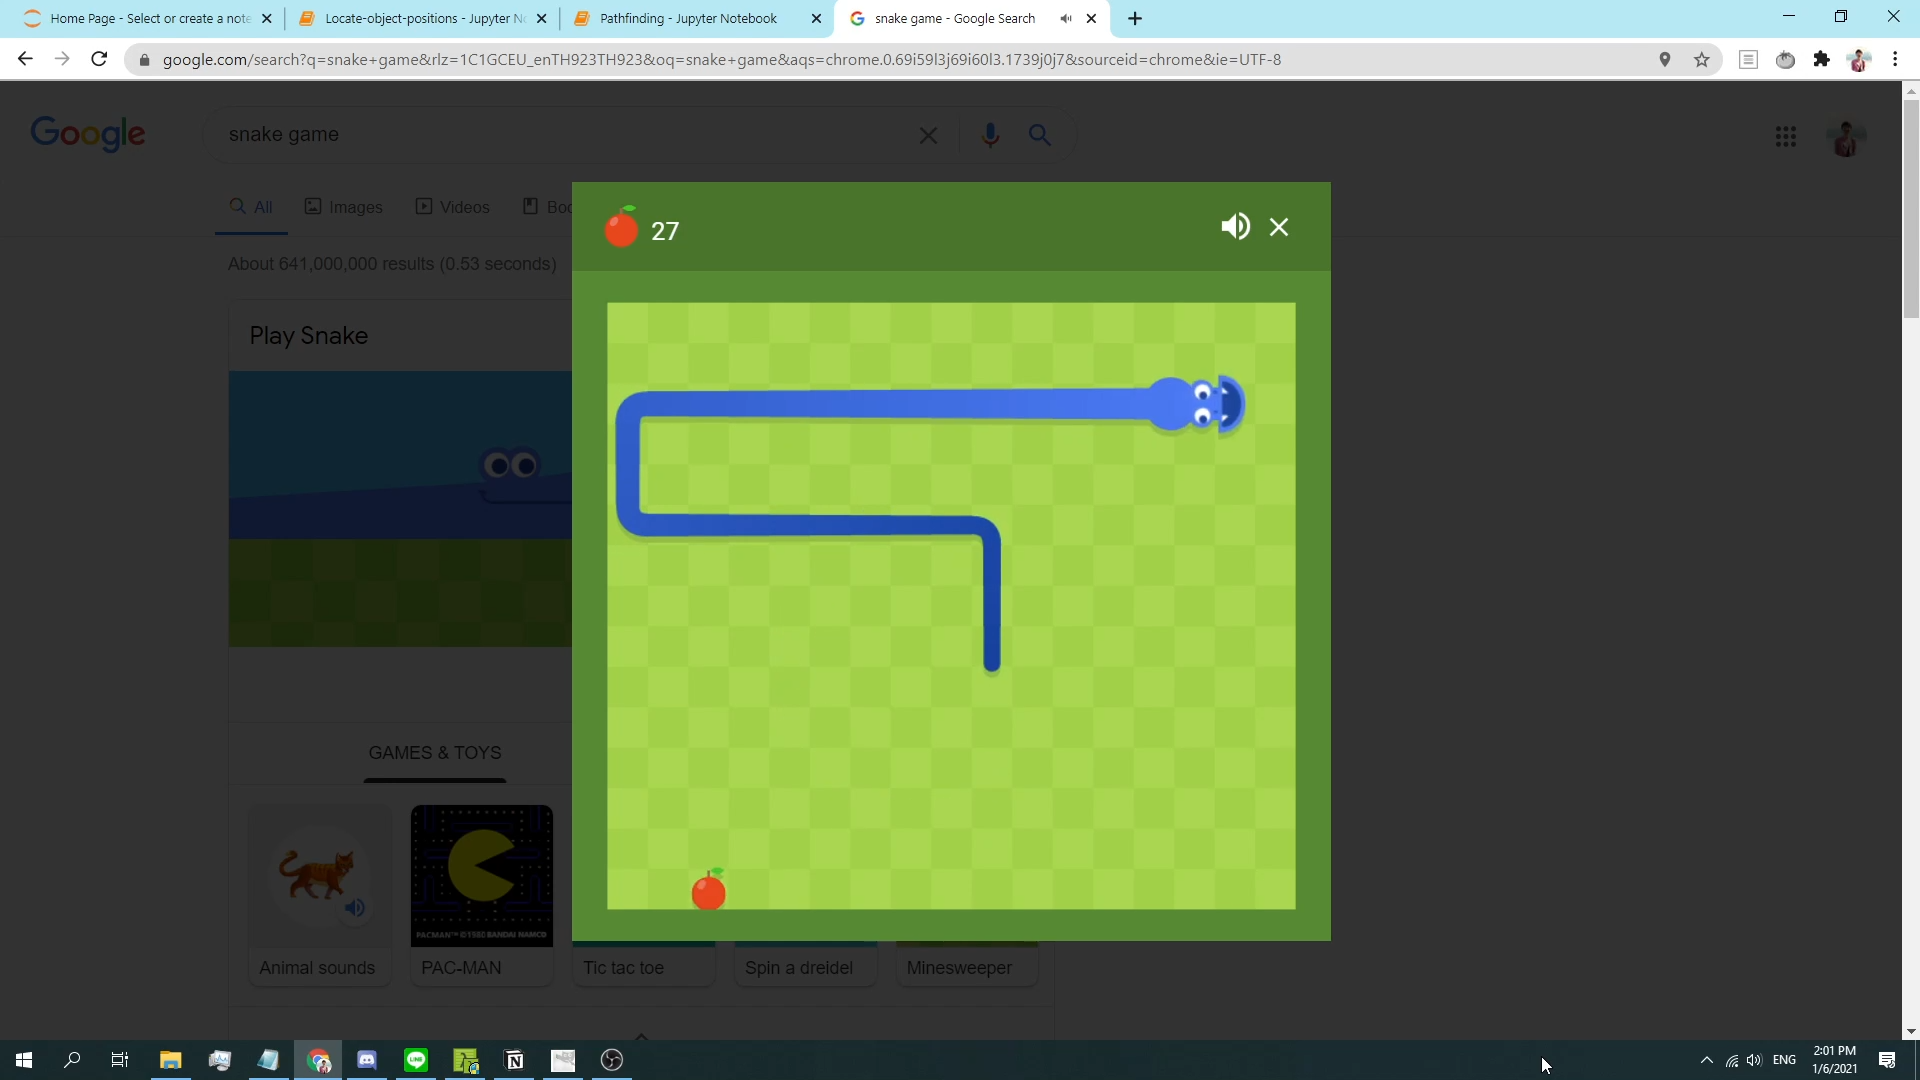 Home Page - Select or create a note
Locate-object-positions - Jupyter N
Pathfinding - Jupyter Notebook
snake game - Google Search
google.com/search?q=snake+game&rlz=1C1GCEU_enTH923TH923&oq=snake+game&aqs=chrome.0.69i59l3j69i60l3.1739j0j7&sourceid=chrome&ie=UTF-8
Google
snake game
All
Images
Videos
Boo
27
About 641,000,000 results (0.53 seconds)
Play Snake
GAMES & TOYS
PACMAN™ ©1980 BANDAI NAMCO
Animal sounds
PAC-MAN
Tic tac toe
Spin a dreidel
Minesweeper
N
LINE
ENG
2:01 PM
1/6/2021